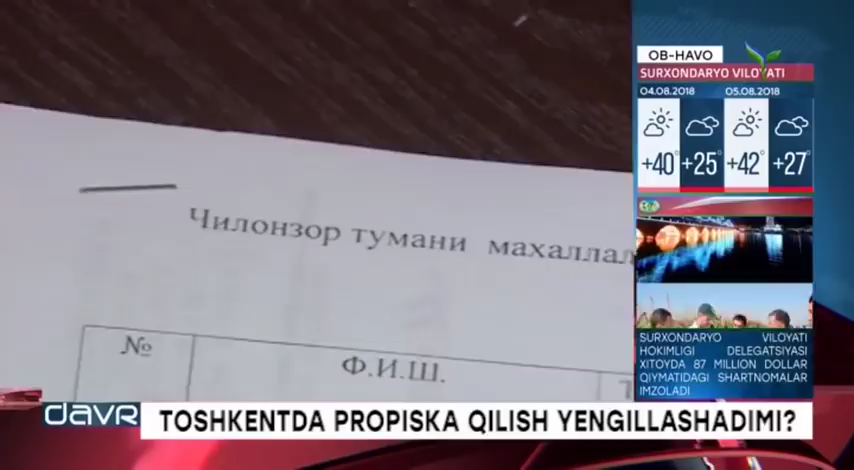 OB-HAVO
SURXONDARYO VILOYATI
04.08.2018 05.08.2018
+40° +25° +42° +27°
Чилонзор тумани махаллал
№ Ф.И.Ш. Т
SURXONDARYO VILOYATI
HOKIMLIGI DELEGATSIYASI
XITOYDA 87 MILLION DOLLAR
QIYMATIDAGI SHARTNOMALAR
IMZOLADI
davr TOSHKENTDA PROPISKA QILISH YENGILLASHADIMI?